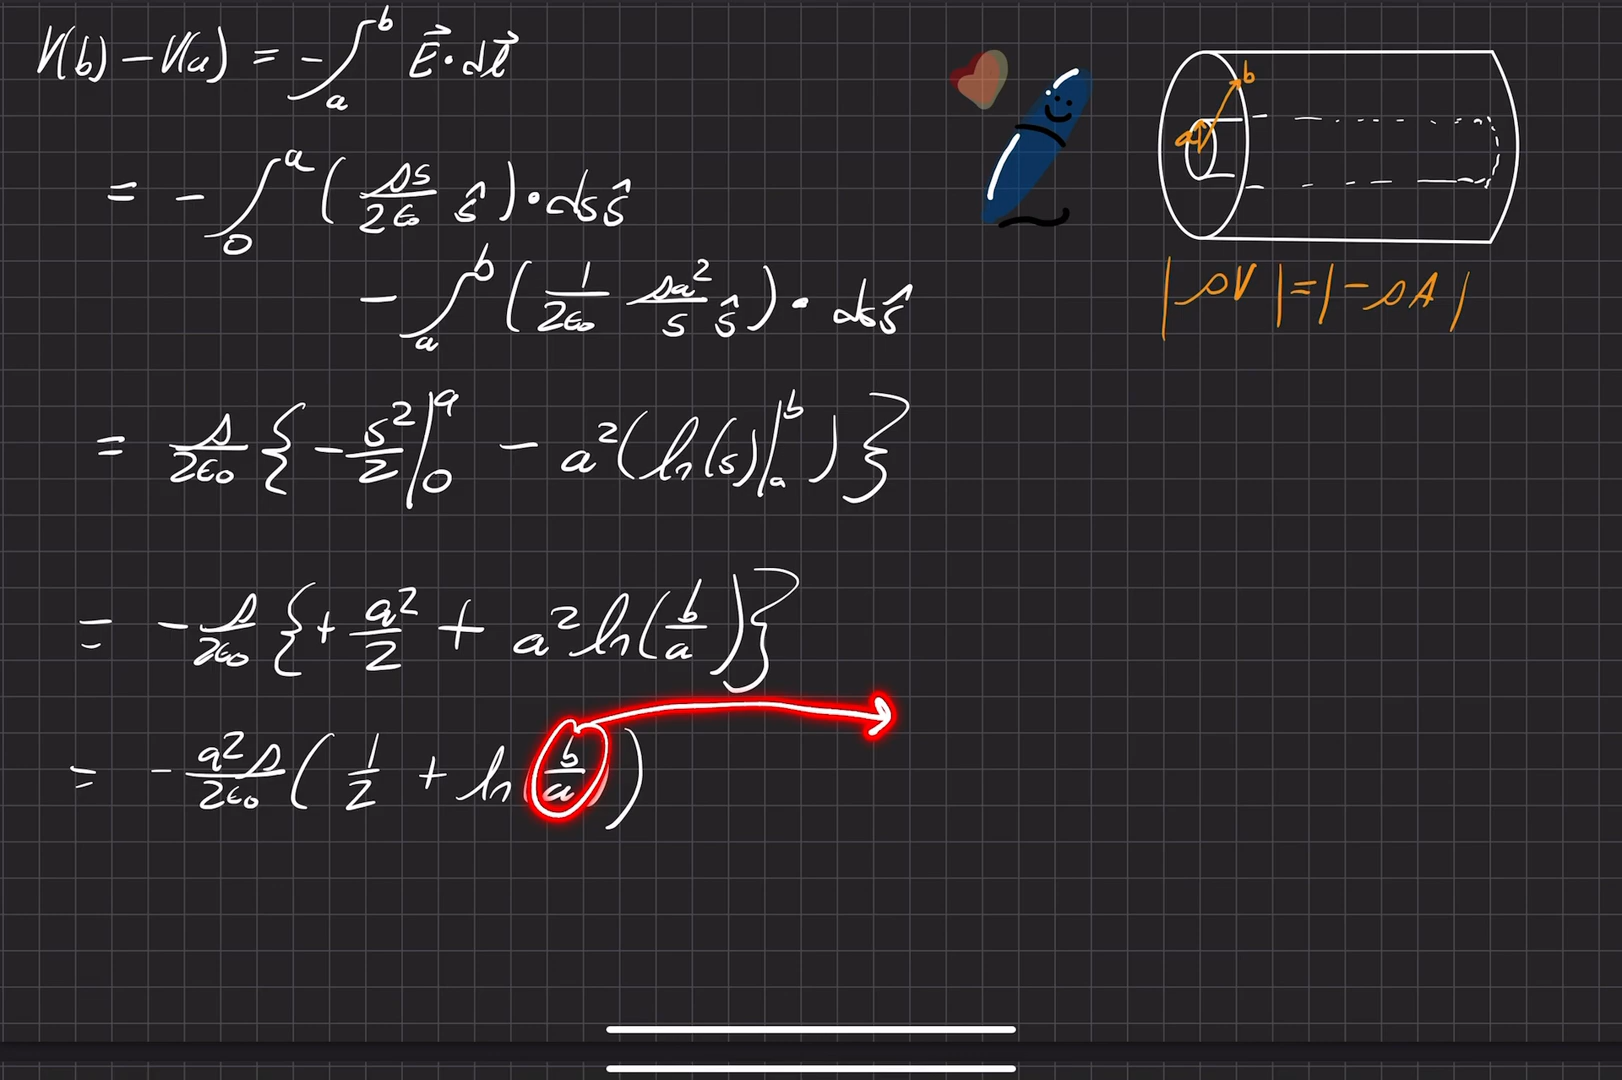 V(b) − V(a) = − ∫ₐᵇ E⃗ · dl⃗
= − ∫₀ᵃ ( ρs / 2ε₀ ŝ ) · ds ŝ
− ∫ₐᵇ ( 1 / 2ε₀ ρa² / s ŝ ) · ds ŝ
= ρ / 2ε₀ { − s² / 2 |₀ᵃ − a² ( ln(s) |ₐᵇ ) }
= − ρ / 2ε₀ { + a² / 2 + a² ln( b / a ) }
= − a²ρ / 2ε₀ ( 1 / 2 + ln( b / a ) )
b
a
| ρV | = | − σA |